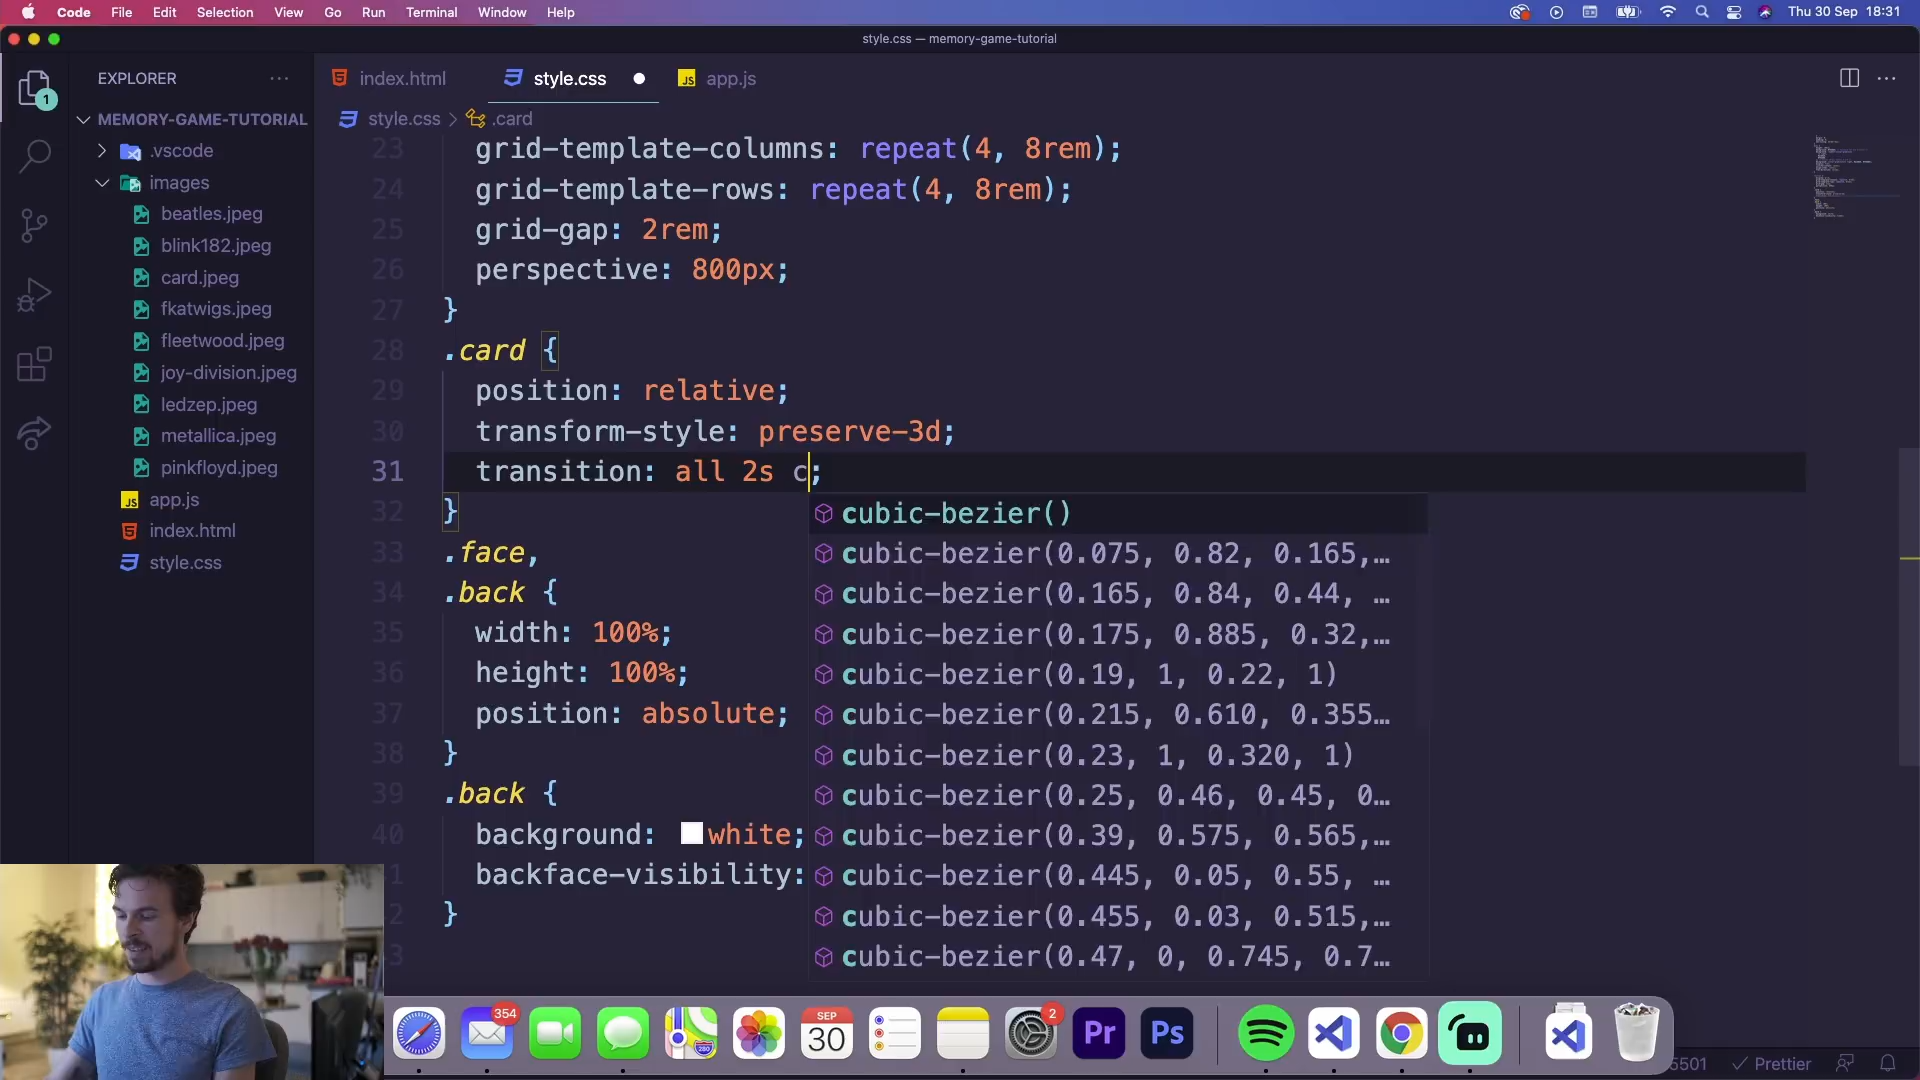 Code File Edit Selection View Go Run Terminal Window Help
Thu 30 Sep 18:31
style.css — memory-game-tutorial
EXPLORER
1
MEMORY-GAME-TUTORIAL
.vscode
images
beatles.jpeg
blink182.jpeg
card.jpeg
fkatwigs.jpeg
fleetwood.jpeg
joy-division.jpeg
ledzep.jpeg
metallica.jpeg
pinkfloyd.jpeg
JS app.js
index.html
style.css
index.html
style.css
JS app.js
style.css > .card
23 grid-template-columns: repeat(4, 8rem);
24 grid-template-rows: repeat(4, 8rem);
25 grid-gap: 2rem;
26 perspective: 800px;
27 }
28 .card {
29 position: relative;
30 transform-style: preserve-3d;
31 transition: all 2s c;
32 }
33 .face,
34 .back {
35 width: 100%;
36 height: 100%;
37 position: absolute;
38 }
39 .back {
40 background: white;
1 backface-visibility:
2 }
3
cubic-bezier()
cubic-bezier(0.075, 0.82, 0.165,…
cubic-bezier(0.165, 0.84, 0.44, …
cubic-bezier(0.175, 0.885, 0.32,…
cubic-bezier(0.19, 1, 0.22, 1)
cubic-bezier(0.215, 0.610, 0.355…
cubic-bezier(0.23, 1, 0.320, 1)
cubic-bezier(0.25, 0.46, 0.45, 0…
cubic-bezier(0.39, 0.575, 0.565,…
cubic-bezier(0.445, 0.05, 0.55, …
cubic-bezier(0.455, 0.03, 0.515,…
cubic-bezier(0.47, 0, 0.745, 0.7…
354
SEP
30
2
Pr
Ps
280
5501
Prettier